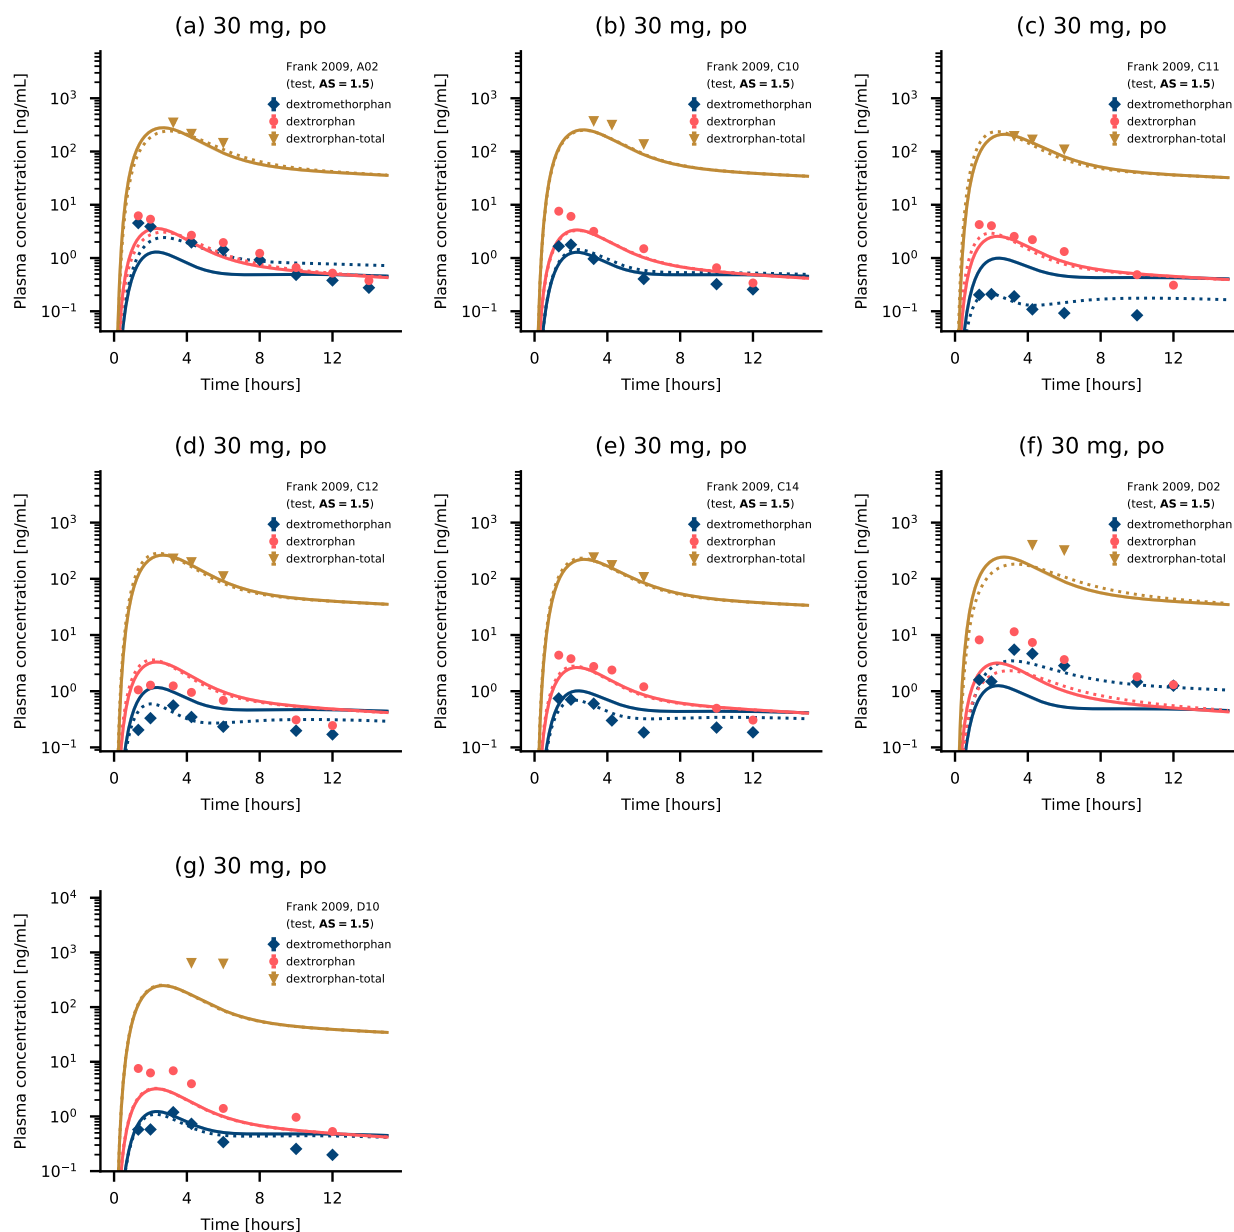 (a) 30 mg, po
Plasma concentration [ng/mL]
10³
10²
10¹
10⁰
10⁻¹
Frank 2009, A02
(test, AS = 1.5)
dextromethorphan
dextrorphan
dextrorphan-total
0 4 8 12
Time [hours]
(b) 30 mg, po
Plasma concentration [ng/mL]
10³
10²
10¹
10⁰
10⁻¹
Frank 2009, C10
(test, AS = 1.5)
dextromethorphan
dextrorphan
dextrorphan-total
0 4 8 12
Time [hours]
(c) 30 mg, po
Plasma concentration [ng/mL]
10³
10²
10¹
10⁰
10⁻¹
Frank 2009, C11
(test, AS = 1.5)
dextromethorphan
dextrorphan
dextrorphan-total
0 4 8 12
Time [hours]
(d) 30 mg, po
Plasma concentration [ng/mL]
10³
10²
10¹
10⁰
10⁻¹
Frank 2009, C12
(test, AS = 1.5)
dextromethorphan
dextrorphan
dextrorphan-total
0 4 8 12
Time [hours]
(e) 30 mg, po
Plasma concentration [ng/mL]
10³
10²
10¹
10⁰
10⁻¹
Frank 2009, C14
(test, AS = 1.5)
dextromethorphan
dextrorphan
dextrorphan-total
0 4 8 12
Time [hours]
(f) 30 mg, po
Plasma concentration [ng/mL]
10³
10²
10¹
10⁰
10⁻¹
Frank 2009, D02
(test, AS = 1.5)
dextromethorphan
dextrorphan
dextrorphan-total
0 4 8 12
Time [hours]
(g) 30 mg, po
Plasma concentration [ng/mL]
10⁴
10³
10²
10¹
10⁰
10⁻¹
Frank 2009, D10
(test, AS = 1.5)
dextromethorphan
dextrorphan
dextrorphan-total
0 4 8 12
Time [hours]